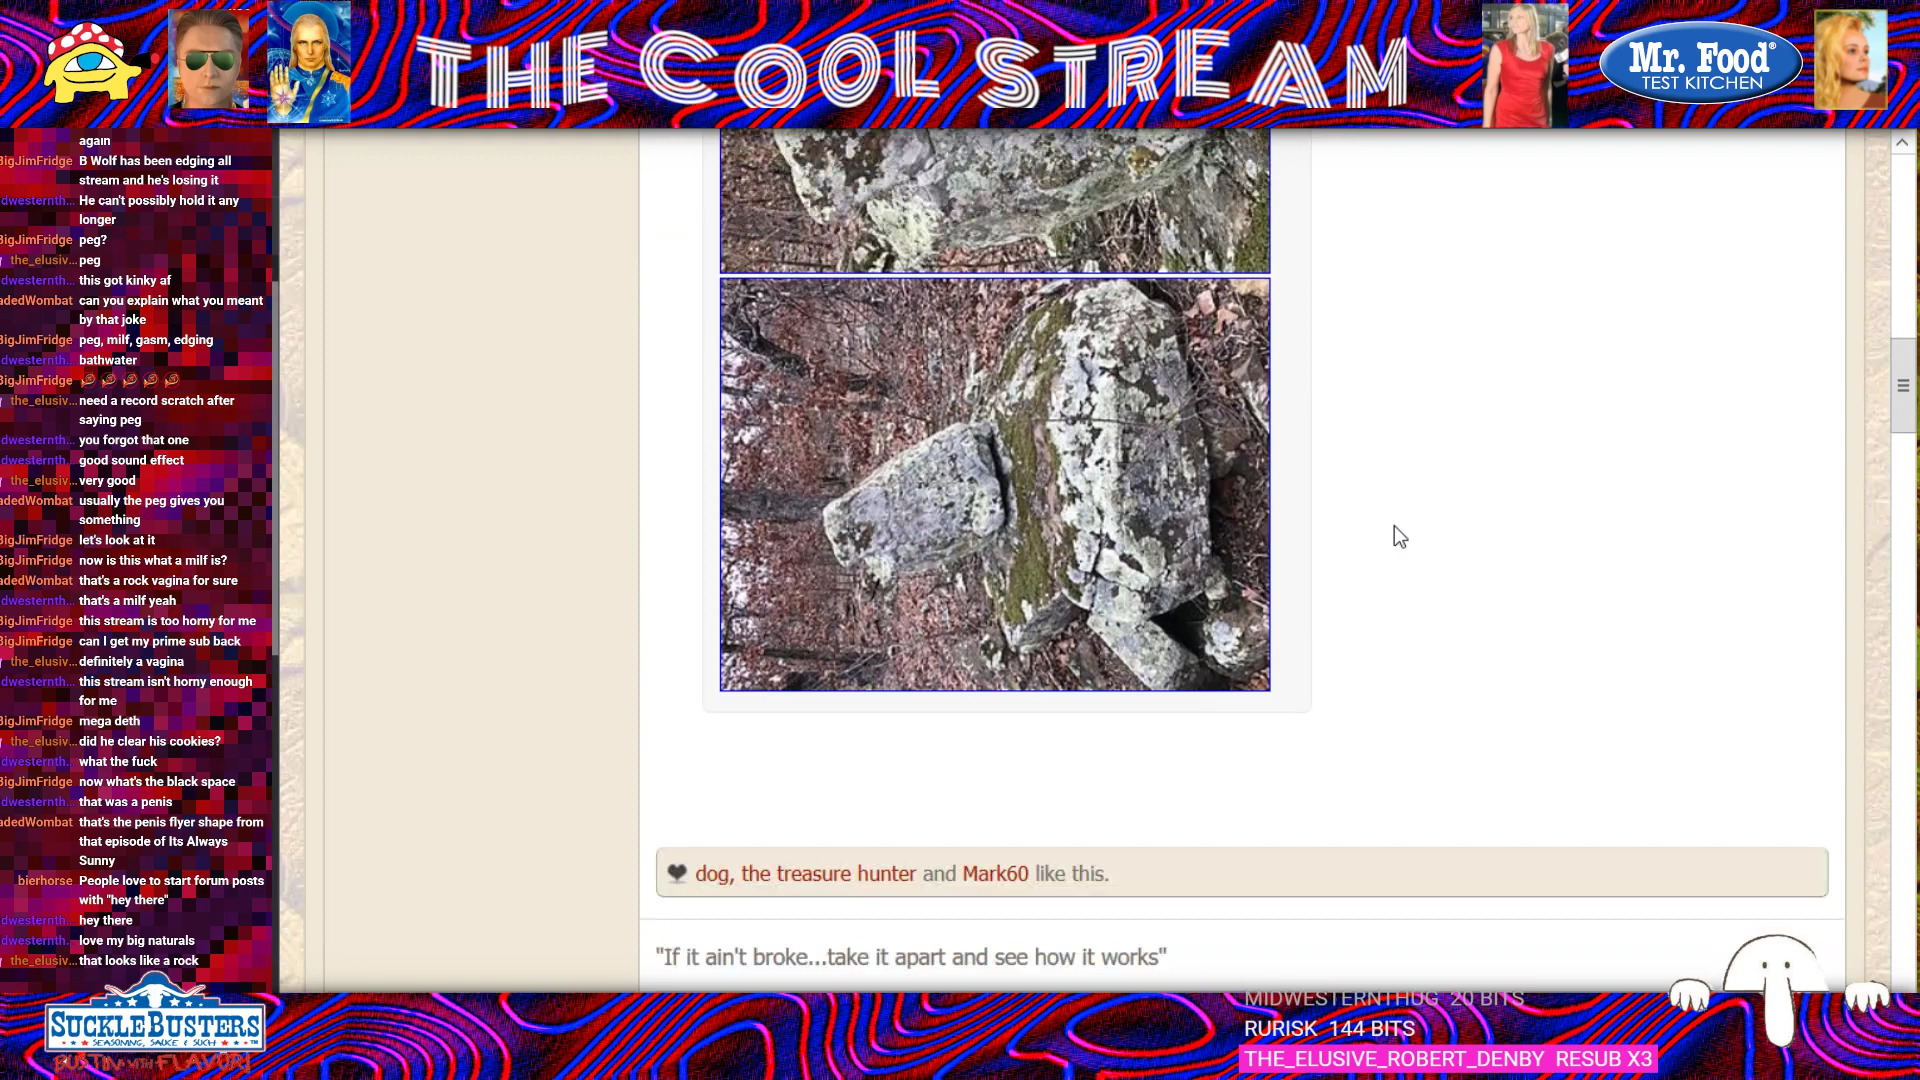 THE COOL STREAM
Mr. Food®
TEST KITCHEN
again
BigJimFridge B Wolf has been edging all
stream and he's losing it
dwesternth... He can't possibly hold it any
longer
BigJimFridge peg?
the_elusiv... peg
dwesternth... this got kinky af
adedWombat can you explain what you meant
by that joke
BigJimFridge peg, milf, gasm, edging
dwesternth... bathwater
BigJimFridge
the_elusiv... need a record scratch after
saying peg
dwesternth... you forgot that one
dwesternth... good sound effect
the_elusiv... very good
adedWombat usually the peg gives you
something
BigJimFridge let's look at it
BigJimFridge now is this what a milf is?
adedWombat that's a rock vagina for sure
dwesternth... that's a milf yeah
BigJimFridge this stream is too horny for me
BigJimFridge can I get my prime sub back
the_elusiv... definitely a vagina
dwesternth... this stream isn't horny enough
for me
BigJimFridge mega deth
the_elusiv... did he clear his cookies?
dwesternth... what the fuck
BigJimFridge now what's the black space
dwesternth... that was a penis
adedWombat that's the penis flyer shape from
that episode of Its Always
Sunny
bierhorse People love to start forum posts
with "hey there"
dwesternth... hey there
dwesternth... love my big naturals
the_elusiv... that looks like a rock
dog, the treasure hunter and Mark60 like this.
"If it ain't broke...take it apart and see how it works"
SUCKLEBUSTERS
SEASONING, SAUCE & SUCH
BUSTIN WITH FLAVOR!
MIDWESTERNTHUG 20 BITS
RURISK 144 BITS
THE_ELUSIVE_ROBERT_DENBY RESUB X3